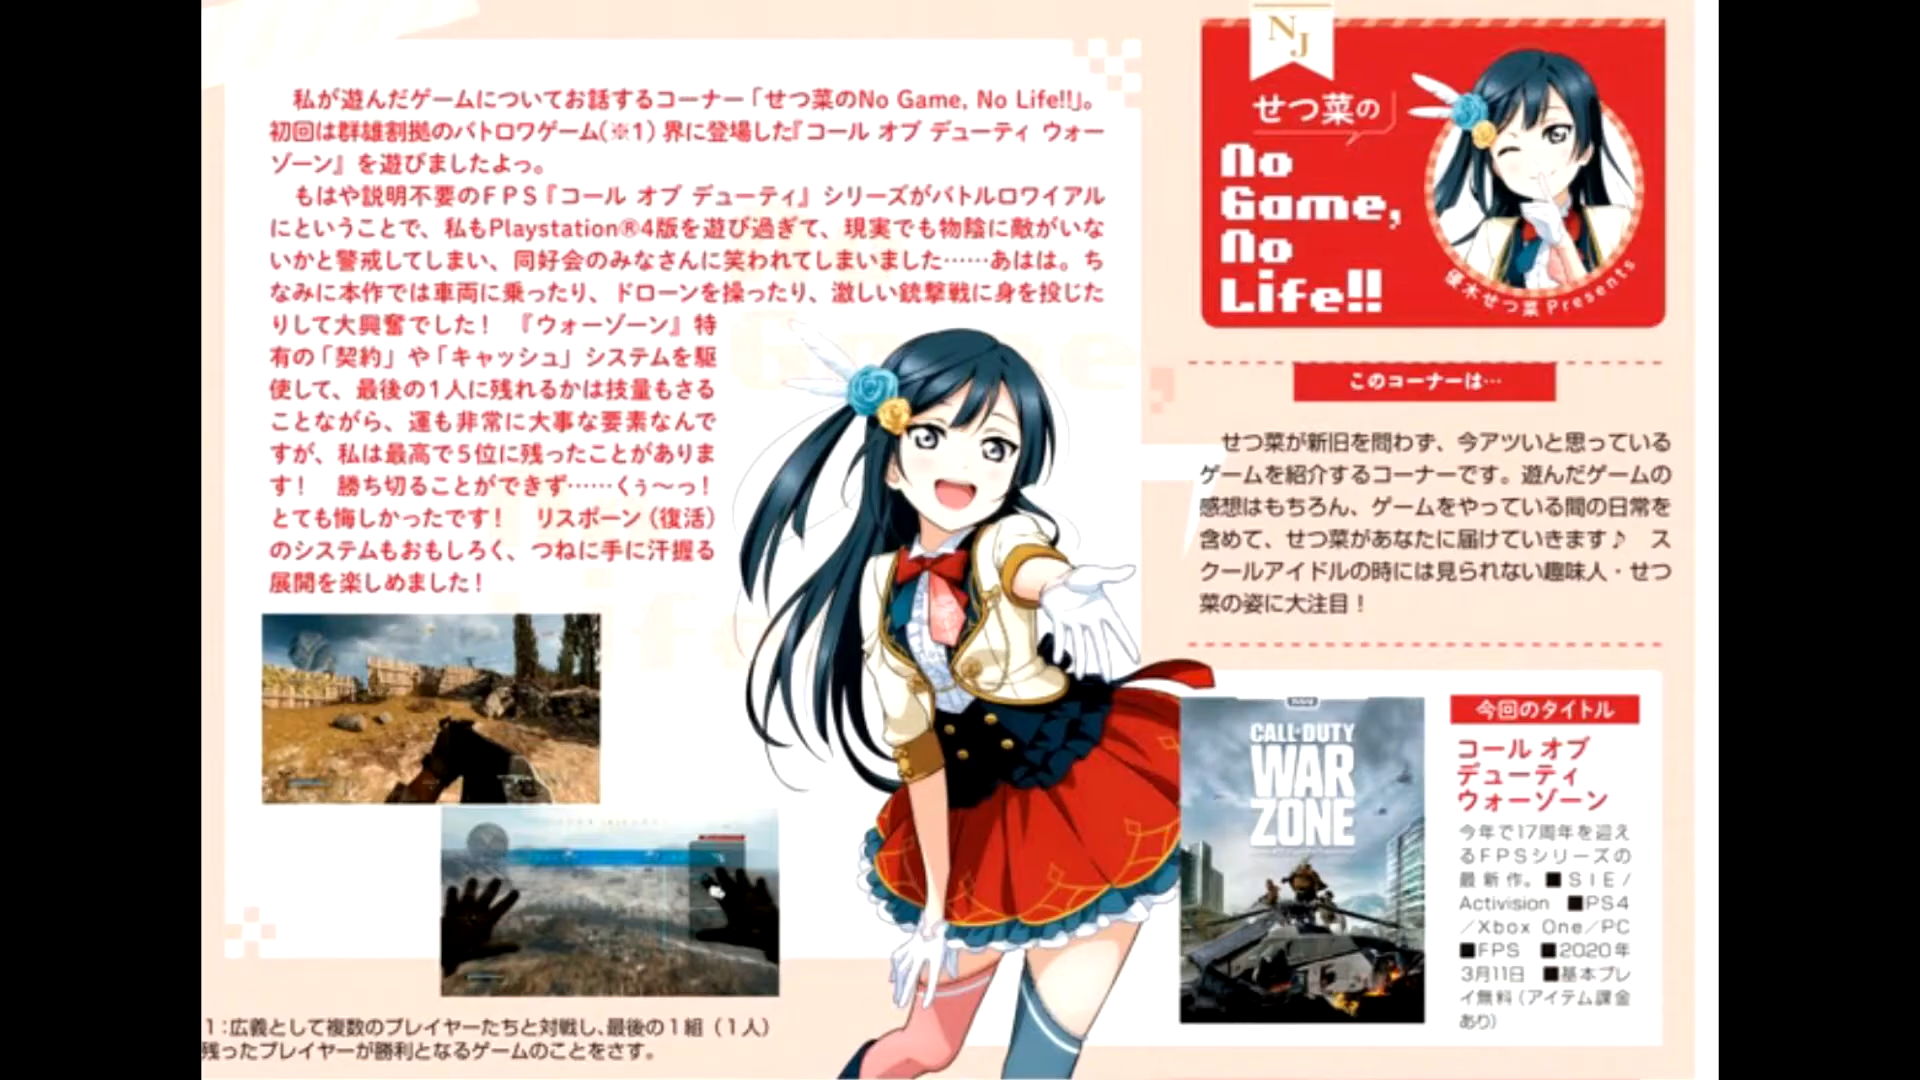 私が遊んだゲームについてお話するコーナー「せつ菜のNo Game, No Life!!」。
初回は群雄割拠のバトロワゲーム(※1)界に登場した『コール オブ デューティ ウォー
ゾーン』を遊びましたよっ。
もはや説明不要のFPS『コール オブ デューティ』シリーズがバトルロワイアル
にということで、私もPlaystation®4版を遊び過ぎて、現実でも物陰に敵がいな
いかと警戒してしまい、同好会のみなさんに笑われてしまいました……あはは。ち
なみに本作では車両に乗ったり、ドローンを操ったり、激しい銃撃戦に身を投じた
りして大興奮でした! 『ウォーゾーン』特
有の「契約」や「キャッシュ」システムを駆
使して、最後の1人に残れるかは技量もさる
ことながら、運も非常に大事な要素なんで
すが、私は最高で5位に残ったことがありま
す! 勝ち切ることができず……くぅ〜っ!
とても悔しかったです! リスポーン(復活)
のシステムもおもしろく、つねに手に汗握る
展開を楽しめました!
1:広義として複数のプレイヤーたちと対戦し、最後の1組(1人)
残ったプレイヤーが勝利となるゲームのことをさす。
NJ
せつ菜の
No
Game,
No
Life!!
優木せつ菜 Presents
このコーナーは…
せつ菜が新旧を問わず、今アツいと思っている
ゲームを紹介するコーナーです。遊んだゲームの
感想はもちろん、ゲームをやっている間の日常を
含めて、せつ菜があなたに届けていきます♪ ス
クールアイドルの時には見られない趣味人・せつ
菜の姿に大注目!
CALL OF DUTY
WAR
ZONE
今回のタイトル
コール オブ
デューティ
ウォーゾーン
今年で17周年を迎え
るFPSシリーズの
最新作。■SIE/
Activision ■PS4
/Xbox One/PC
■FPS ■2020年
3月11日 ■基本プレ
イ無料(アイテム課金
あり)